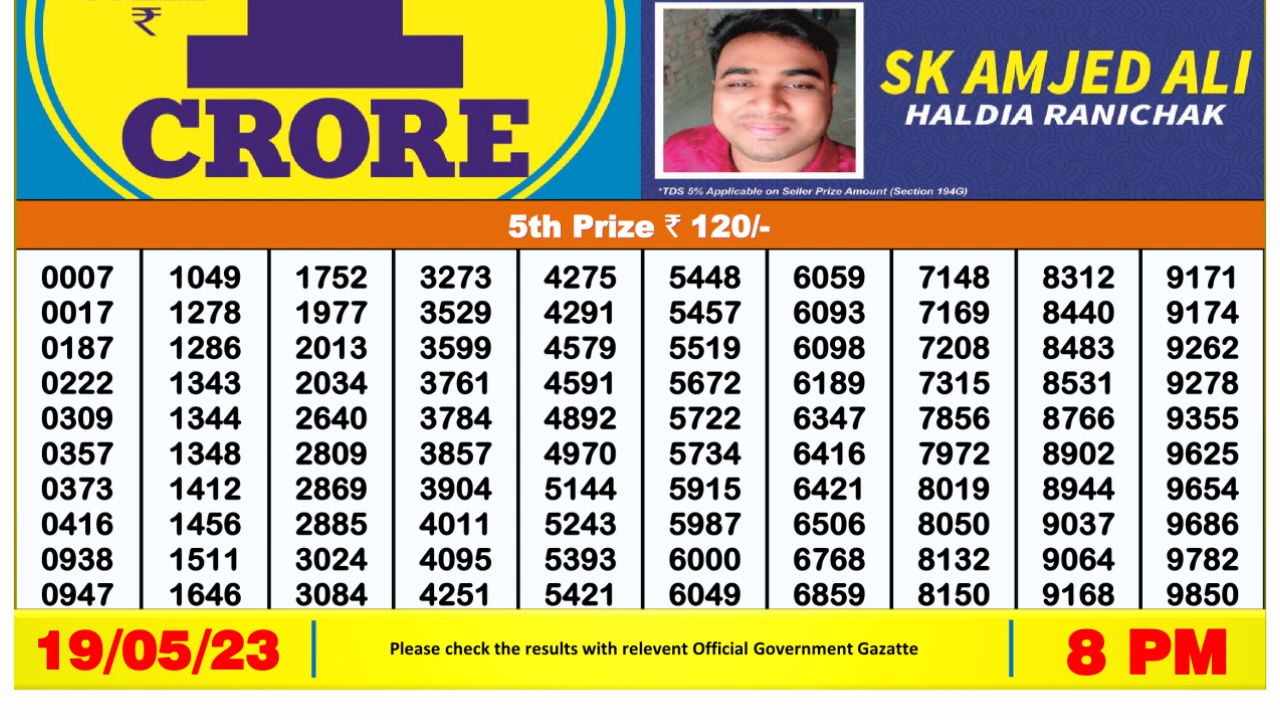 ₹
1
CRORE
SK AMJED ALI
HALDIA RANICHAK
*TDS 5% Applicable on Seller Prize Amount (Section 194G)
5th Prize ₹ 120/-
0007 1049 1752 3273 4275 5448 6059 7148 8312 9171
0017 1278 1977 3529 4291 5457 6093 7169 8440 9174
0187 1286 2013 3599 4579 5519 6098 7208 8483 9262
0222 1343 2034 3761 4591 5672 6189 7315 8531 9278
0309 1344 2640 3784 4892 5722 6347 7856 8766 9355
0357 1348 2809 3857 4970 5734 6416 7972 8902 9625
0373 1412 2869 3904 5144 5915 6421 8019 8944 9654
0416 1456 2885 4011 5243 5987 6506 8050 9037 9686
0938 1511 3024 4095 5393 6000 6768 8132 9064 9782
0947 1646 3084 4251 5421 6049 6859 8150 9168 9850
19/05/23 Please check the results with relevent Official Government Gazatte 8 PM